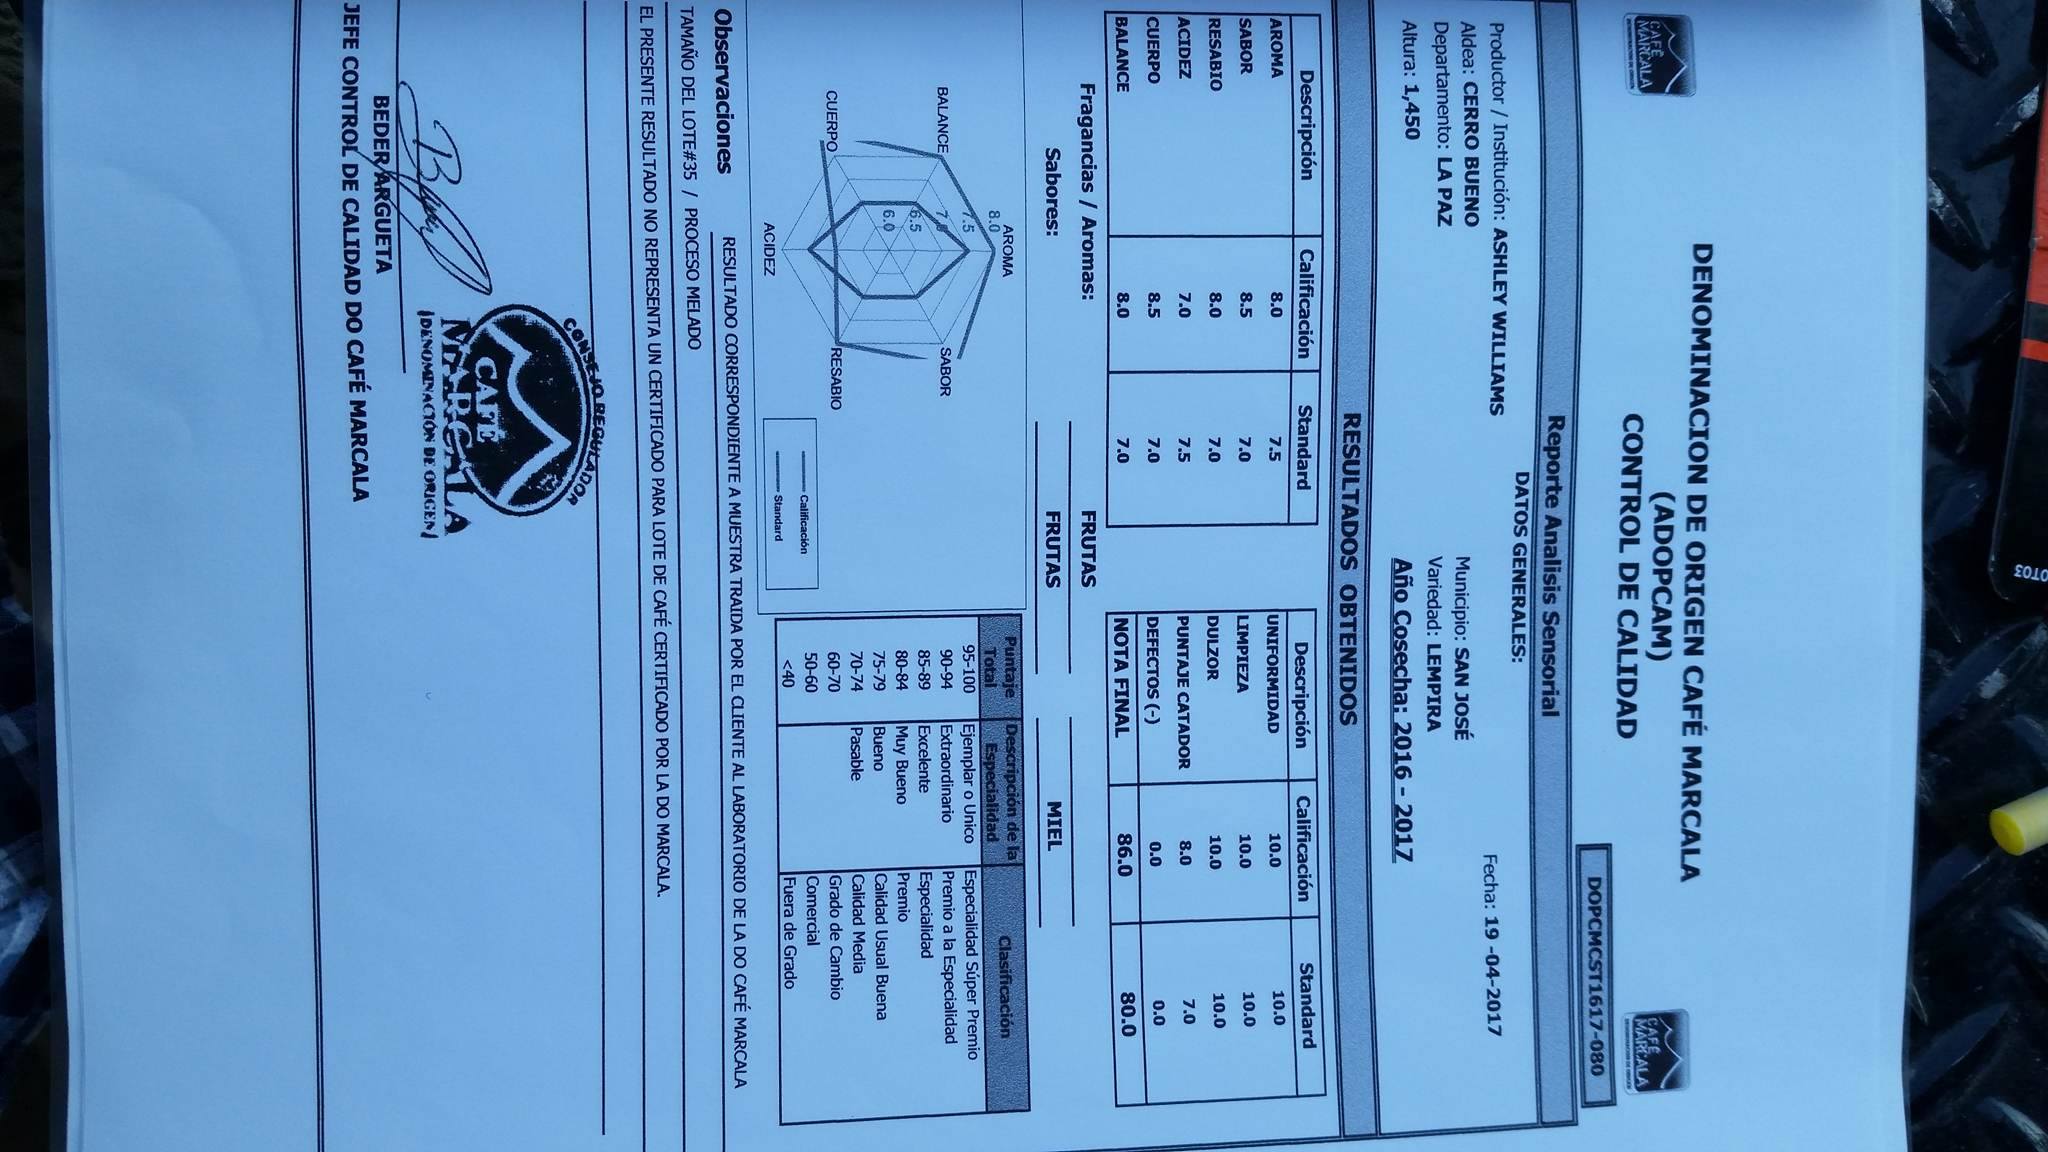 CAFÉ
MARCALA
DENOMINACION DE ORIGEN CAFÉ MARCALA
(ADOPCAM)
CONTROL DE CALIDAD
CAFÉ
MARCALA
DOPCMCST1617-080
Reporte Analisis Sensorial
DATOS GENERALES:
Productor / Institución: ASHLEY WILLIAMS
Fecha: 19 -04-2017
Aldea: CERRO BUENO
Municipio: SAN JOSÉ
Departamento: LA PAZ
Variedad: LEMPIRA
Altura: 1,450
Año Cosecha: 2016 - 2017
RESULTADOS OBTENIDOS
Descripción Calificación Standard
AROMA 8.0 7.5
SABOR 8.5 7.0
RESABIO 8.0 7.0
ACIDEZ 7.0 7.5
CUERPO 8.5 7.0
BALANCE 8.0 7.0
Descripción Calificación Standard
UNIFORMIDAD 10.0 10.0
LIMPIEZA 10.0 10.0
DULZOR 10.0 10.0
PUNTAJE CATADOR 8.0 7.0
DEFECTOS (-) 0.0 0.0
NOTA FINAL 86.0 80.0
Fragancias / Aromas: FRUTAS
Sabores: FRUTAS MIEL
AROMA
8.0
7.5
7.0
6.5
6.0
BALANCE
SABOR
CUERPO
RESABIO
ACIDEZ
Calificación
Standard
Puntaje Total Descripción de la Especialidad Clasificación
95-100 Ejemplar o Unico Especialidad Súper Premio
90-94 Extraordinario Premio a la Especialidad
85-89 Excelente Especialidad
80-84 Muy Bueno Premio
75-79 Bueno Calidad Usual Buena
70-74 Pasable Calidad Media
60-70 Grado de Cambio
50-60 Comercial
<40 Fuera de Grado
Observaciones RESULTADO CORRESPONDIENTE A MUESTRA TRAIDA POR EL CLIENTE AL LABORATORIO DE LA DO CAFÉ MARCALA
TAMAÑO DEL LOTE#35 / PROCESO MELADO
EL PRESENTE RESULTADO NO REPRESENTA UN CERTIFICADO PARA LOTE DE CAFÉ CERTIFICADO POR LA DO MARCALA.
CONSEJO REGULADOR
CAFE
MARCALA
DENOMINACIÓN DE ORIGEN
BEDER ARGUETA
JEFE CONTROL DE CALIDAD DO CAFÉ MARCALA